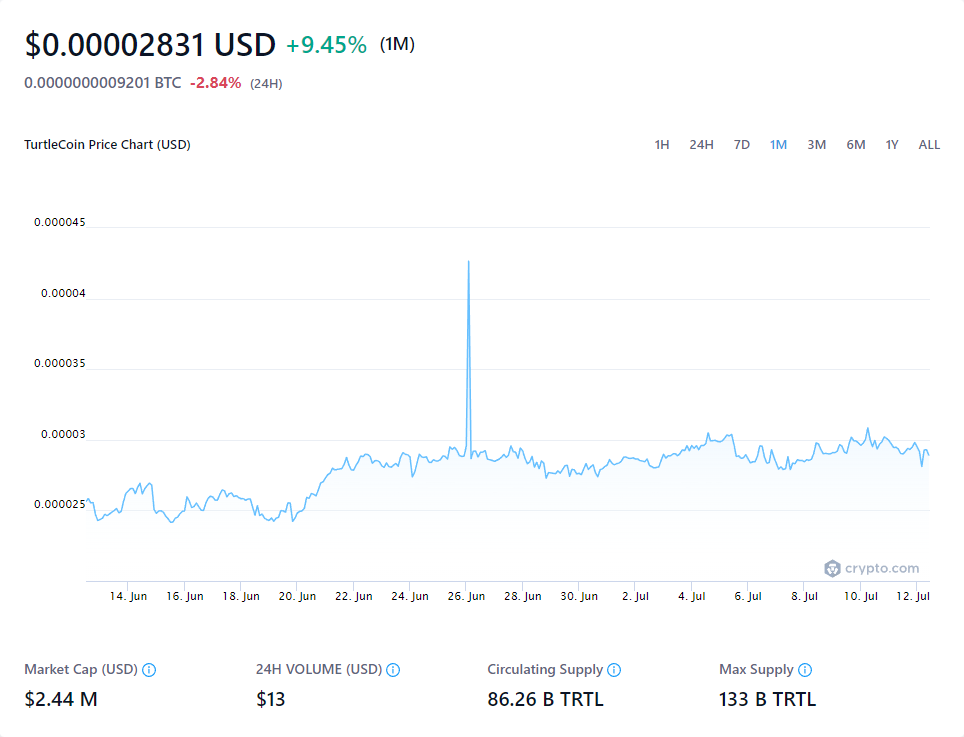 $0.00002831 USD +9.45% (1M)
0.0000000009201 BTC -2.84% (24H)
TurtleCoin Price Chart (USD) 1H 24H 7D 1M 3M 6M 1Y ALL
0.000045
0.00004
0.000035
0.00003
0.000025
crypto.com
14. Jun 16. Jun 18. Jun 20. Jun 22. Jun 24. Jun 26. Jun 28. Jun 30. Jun 2. Jul 4. Jul 6. Jul 8. Jul 10. Jul 12. Jul
Market Cap (USD) 24H VOLUME (USD) Circulating Supply Max Supply
$2.44 M $13 86.26 B TRTL 133 B TRTL